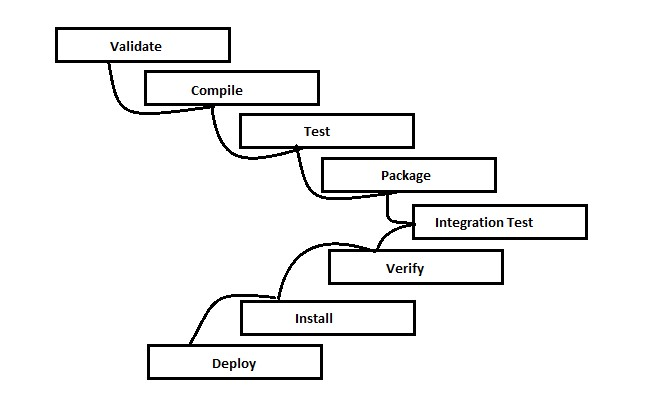 Validate
Compile
Test
Package
Integration Test
Verify
Install
Deploy